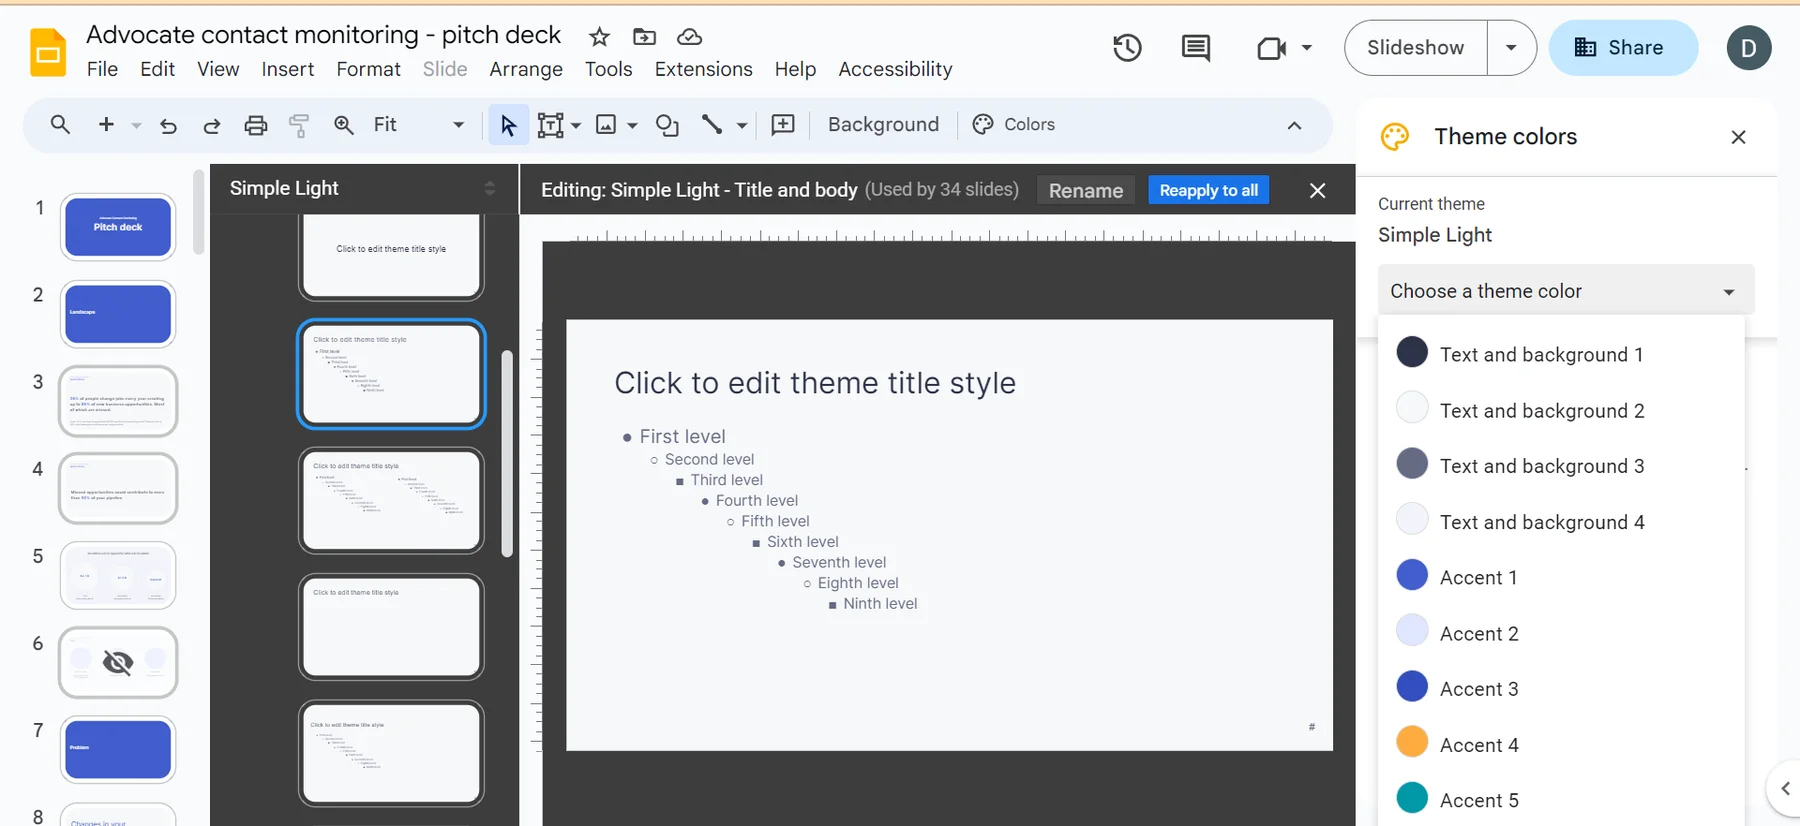 Advocate contact monitoring - pitch deck
File Edit View Insert Format Slide Arrange Tools Extensions Help Accessibility
Slideshow
Share
D
Fit
Background
Colors
1
Pitch deck
2
Landscape
3
4
5
6
7
Problem
8
Changes in your
Simple Light
Click to edit theme title style
Click to edit theme title style
First level
Click to edit theme title style
Click to edit theme title style
Click to edit theme title style
Editing: Simple Light - Title and body (Used by 34 slides)
Rename
Reapply to all
Click to edit theme title style
● First level
○ Second level
■ Third level
● Fourth level
○ Fifth level
■ Sixth level
● Seventh level
○ Eighth level
■ Ninth level
#
Theme colors
Current theme
Simple Light
Choose a theme color
Text and background 1
Text and background 2
Text and background 3
Text and background 4
Accent 1
Accent 2
Accent 3
Accent 4
Accent 5